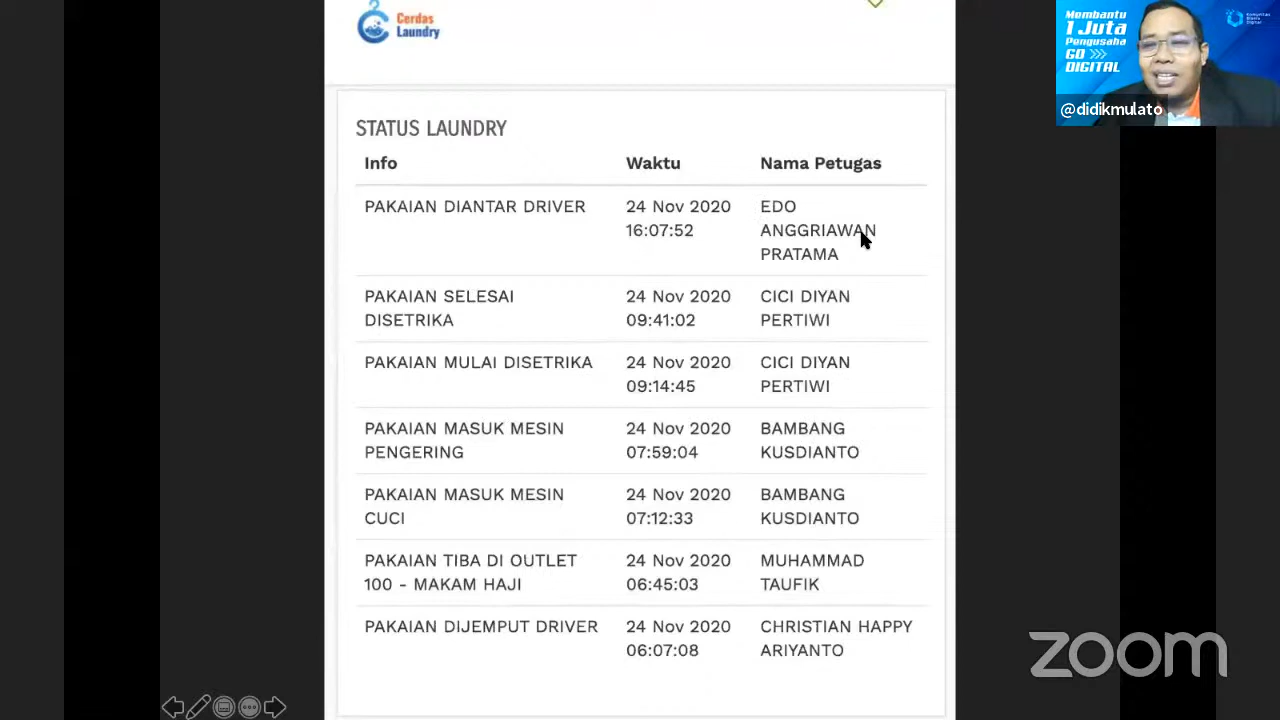 Cerdas
Laundry
Membantu
1 Juta
Pengusaha
GO >>>
DIGITAL
Komunitas
Bisnis
Digital
@didikmulato
STATUS LAUNDRY
Info Waktu Nama Petugas
PAKAIAN DIANTAR DRIVER 24 Nov 2020 EDO
16:07:52 ANGGRIAWAN
PRATAMA
PAKAIAN SELESAI 24 Nov 2020 CICI DIYAN
DISETRIKA 09:41:02 PERTIWI
PAKAIAN MULAI DISETRIKA 24 Nov 2020 CICI DIYAN
09:14:45 PERTIWI
PAKAIAN MASUK MESIN 24 Nov 2020 BAMBANG
PENGERING 07:59:04 KUSDIANTO
PAKAIAN MASUK MESIN 24 Nov 2020 BAMBANG
CUCI 07:12:33 KUSDIANTO
PAKAIAN TIBA DI OUTLET 24 Nov 2020 MUHAMMAD
100 - MAKAM HAJI 06:45:03 TAUFIK
PAKAIAN DIJEMPUT DRIVER 24 Nov 2020 CHRISTIAN HAPPY
06:07:08 ARIYANTO
zoom